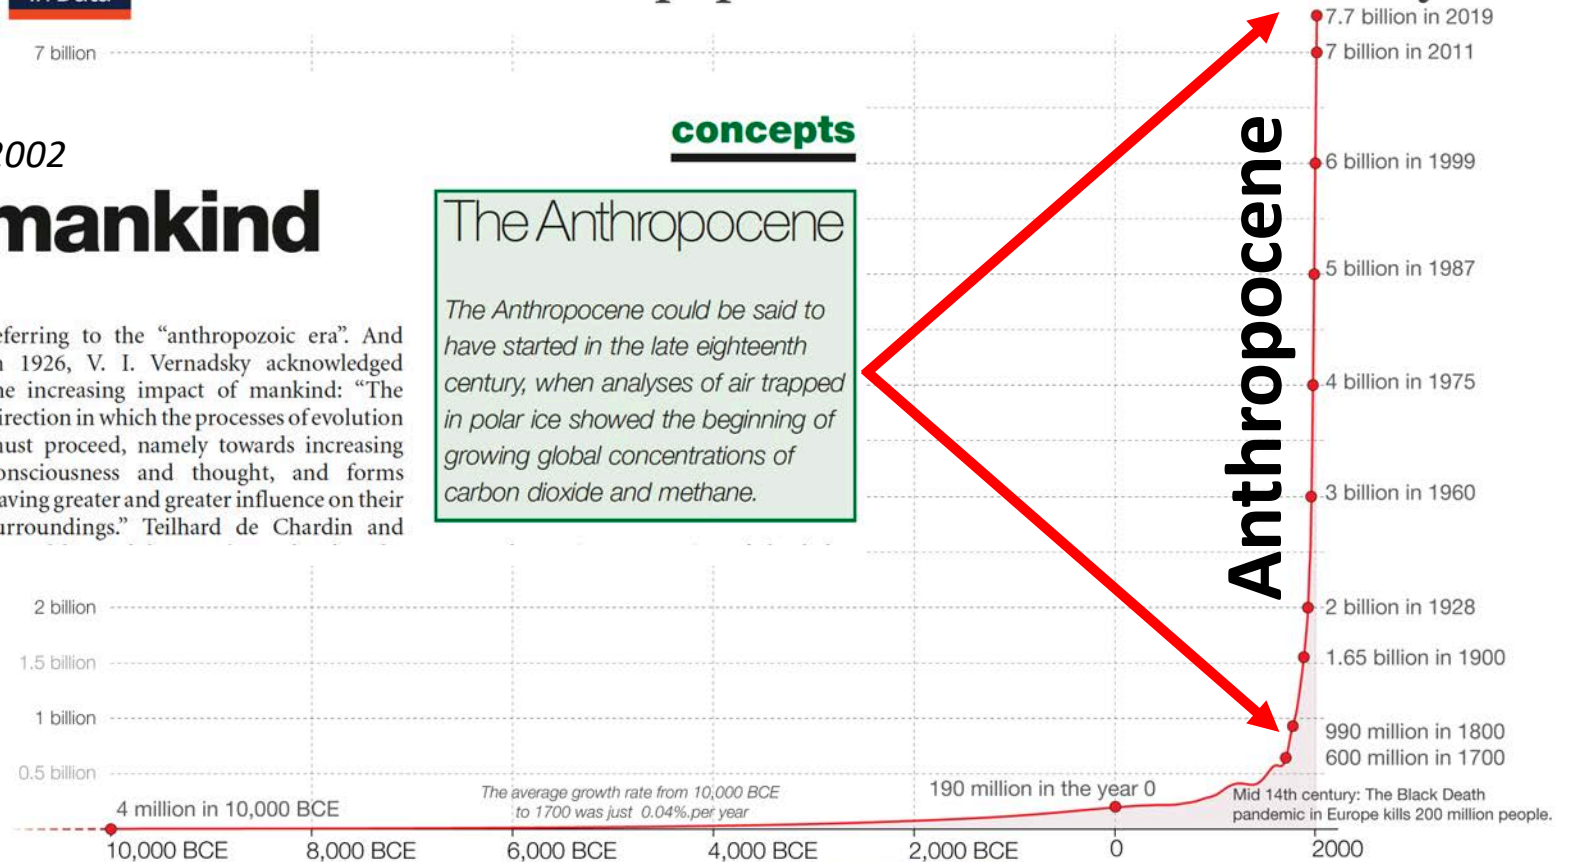 in Data
7.7 billion in 2019
7 billion
7 billion in 2011
2002
mankind
concepts
The Anthropocene
The Anthropocene could be said to
have started in the late eighteenth
century, when analyses of air trapped
in polar ice showed the beginning of
growing global concentrations of
carbon dioxide and methane.
eferring to the “anthropozoic era”. And
1926, V. I. Vernadsky acknowledged
he increasing impact of mankind: “The
irection in which the processes of evolution
must proceed, namely towards increasing
onsciousness and thought, and forms
aving greater and greater influence on their
urroundings.” Teilhard de Chardin and
Anthropocene
6 billion in 1999
5 billion in 1987
4 billion in 1975
3 billion in 1960
2 billion
2 billion in 1928
1.5 billion
1.65 billion in 1900
1 billion
990 million in 1800
600 million in 1700
0.5 billion
4 million in 10,000 BCE
The average growth rate from 10,000 BCE
to 1700 was just 0.04%.per year
190 million in the year 0
Mid 14th century: The Black Death
pandemic in Europe kills 200 million people.
10,000 BCE
8,000 BCE
6,000 BCE
4,000 BCE
2,000 BCE
0
2000